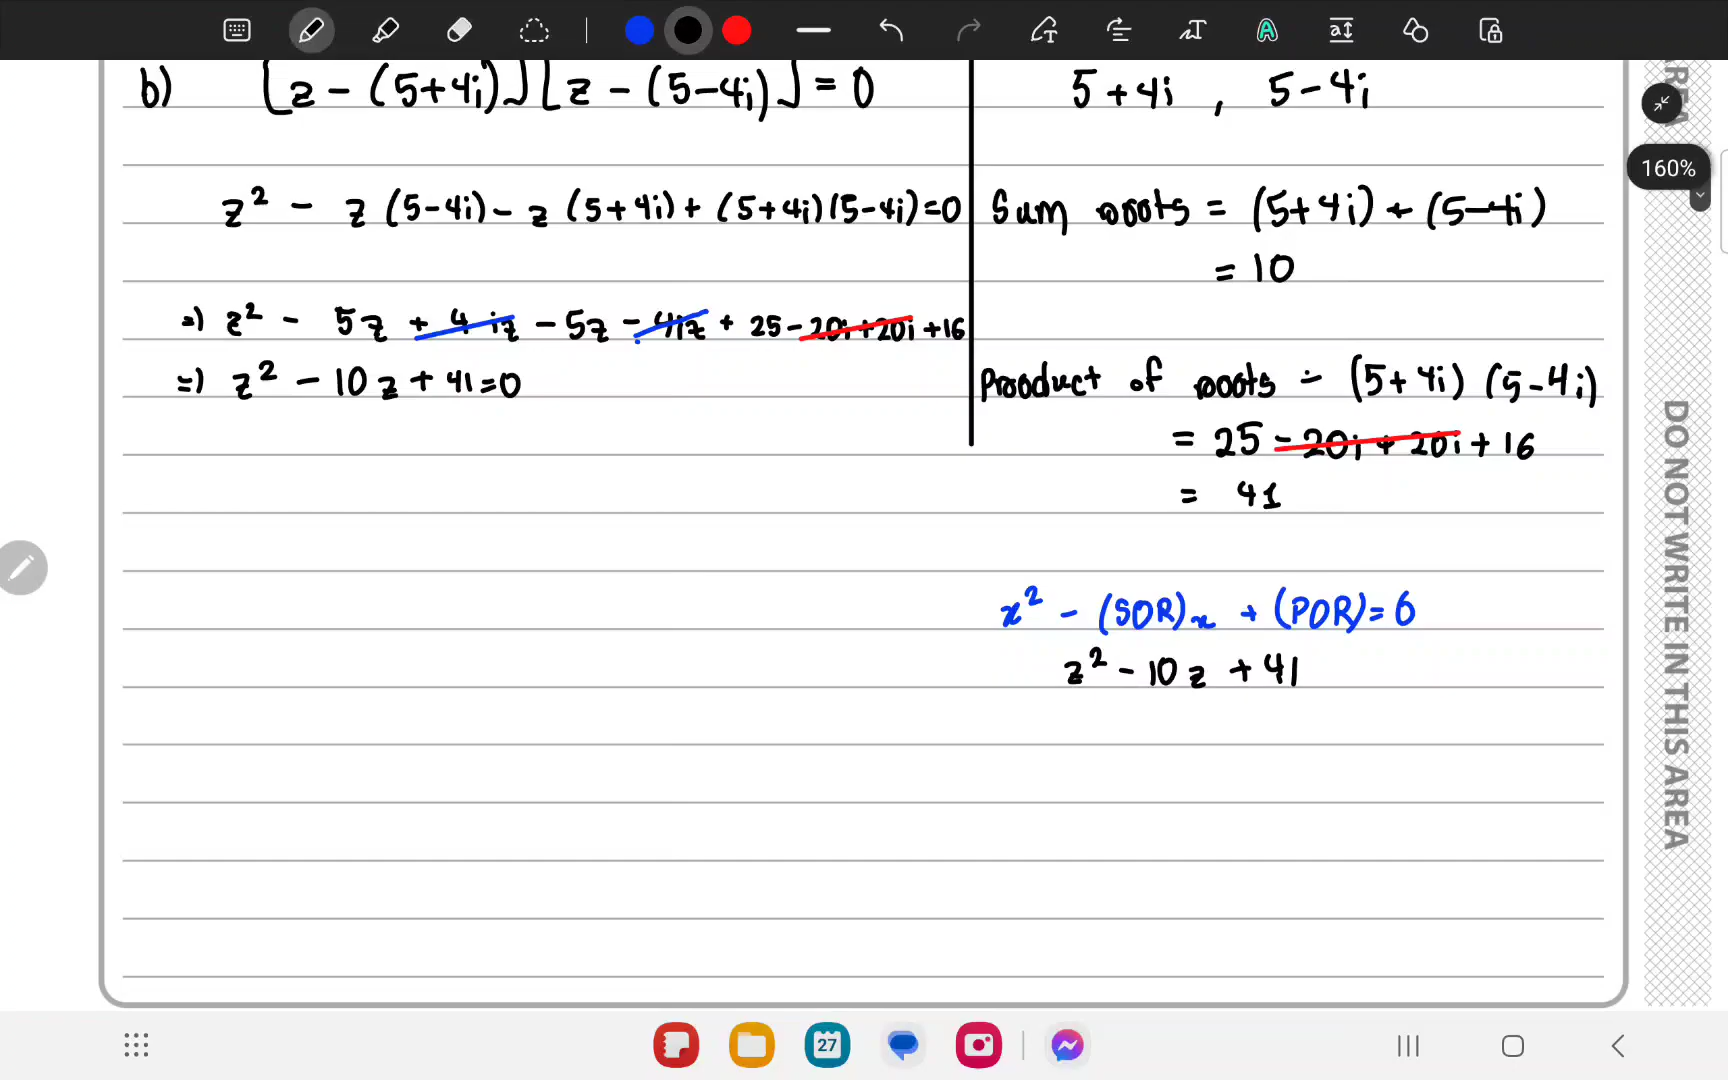 b) [z - (5+4i)][z - (5-4i)] = 0
z² - z (5-4i) - z (5+4i) + (5+4i)(5-4i)=0
=) z² - 5z + 4iz - 5z - 4iz + 25 - 20i + 20i + 16
=) z² - 10z + 41=0
5+4i , 5-4i
Sum roots = (5+4i) + (5-4i)
= 10
Product of roots ÷ (5+4i) (5-4i)
= 25 - 20i + 20i + 16
= 41
x² - (SOR)x + (POR)= 0
z² - 10z + 41
160%
AREA
DO NOT WRITE IN THIS AREA
A
a
27